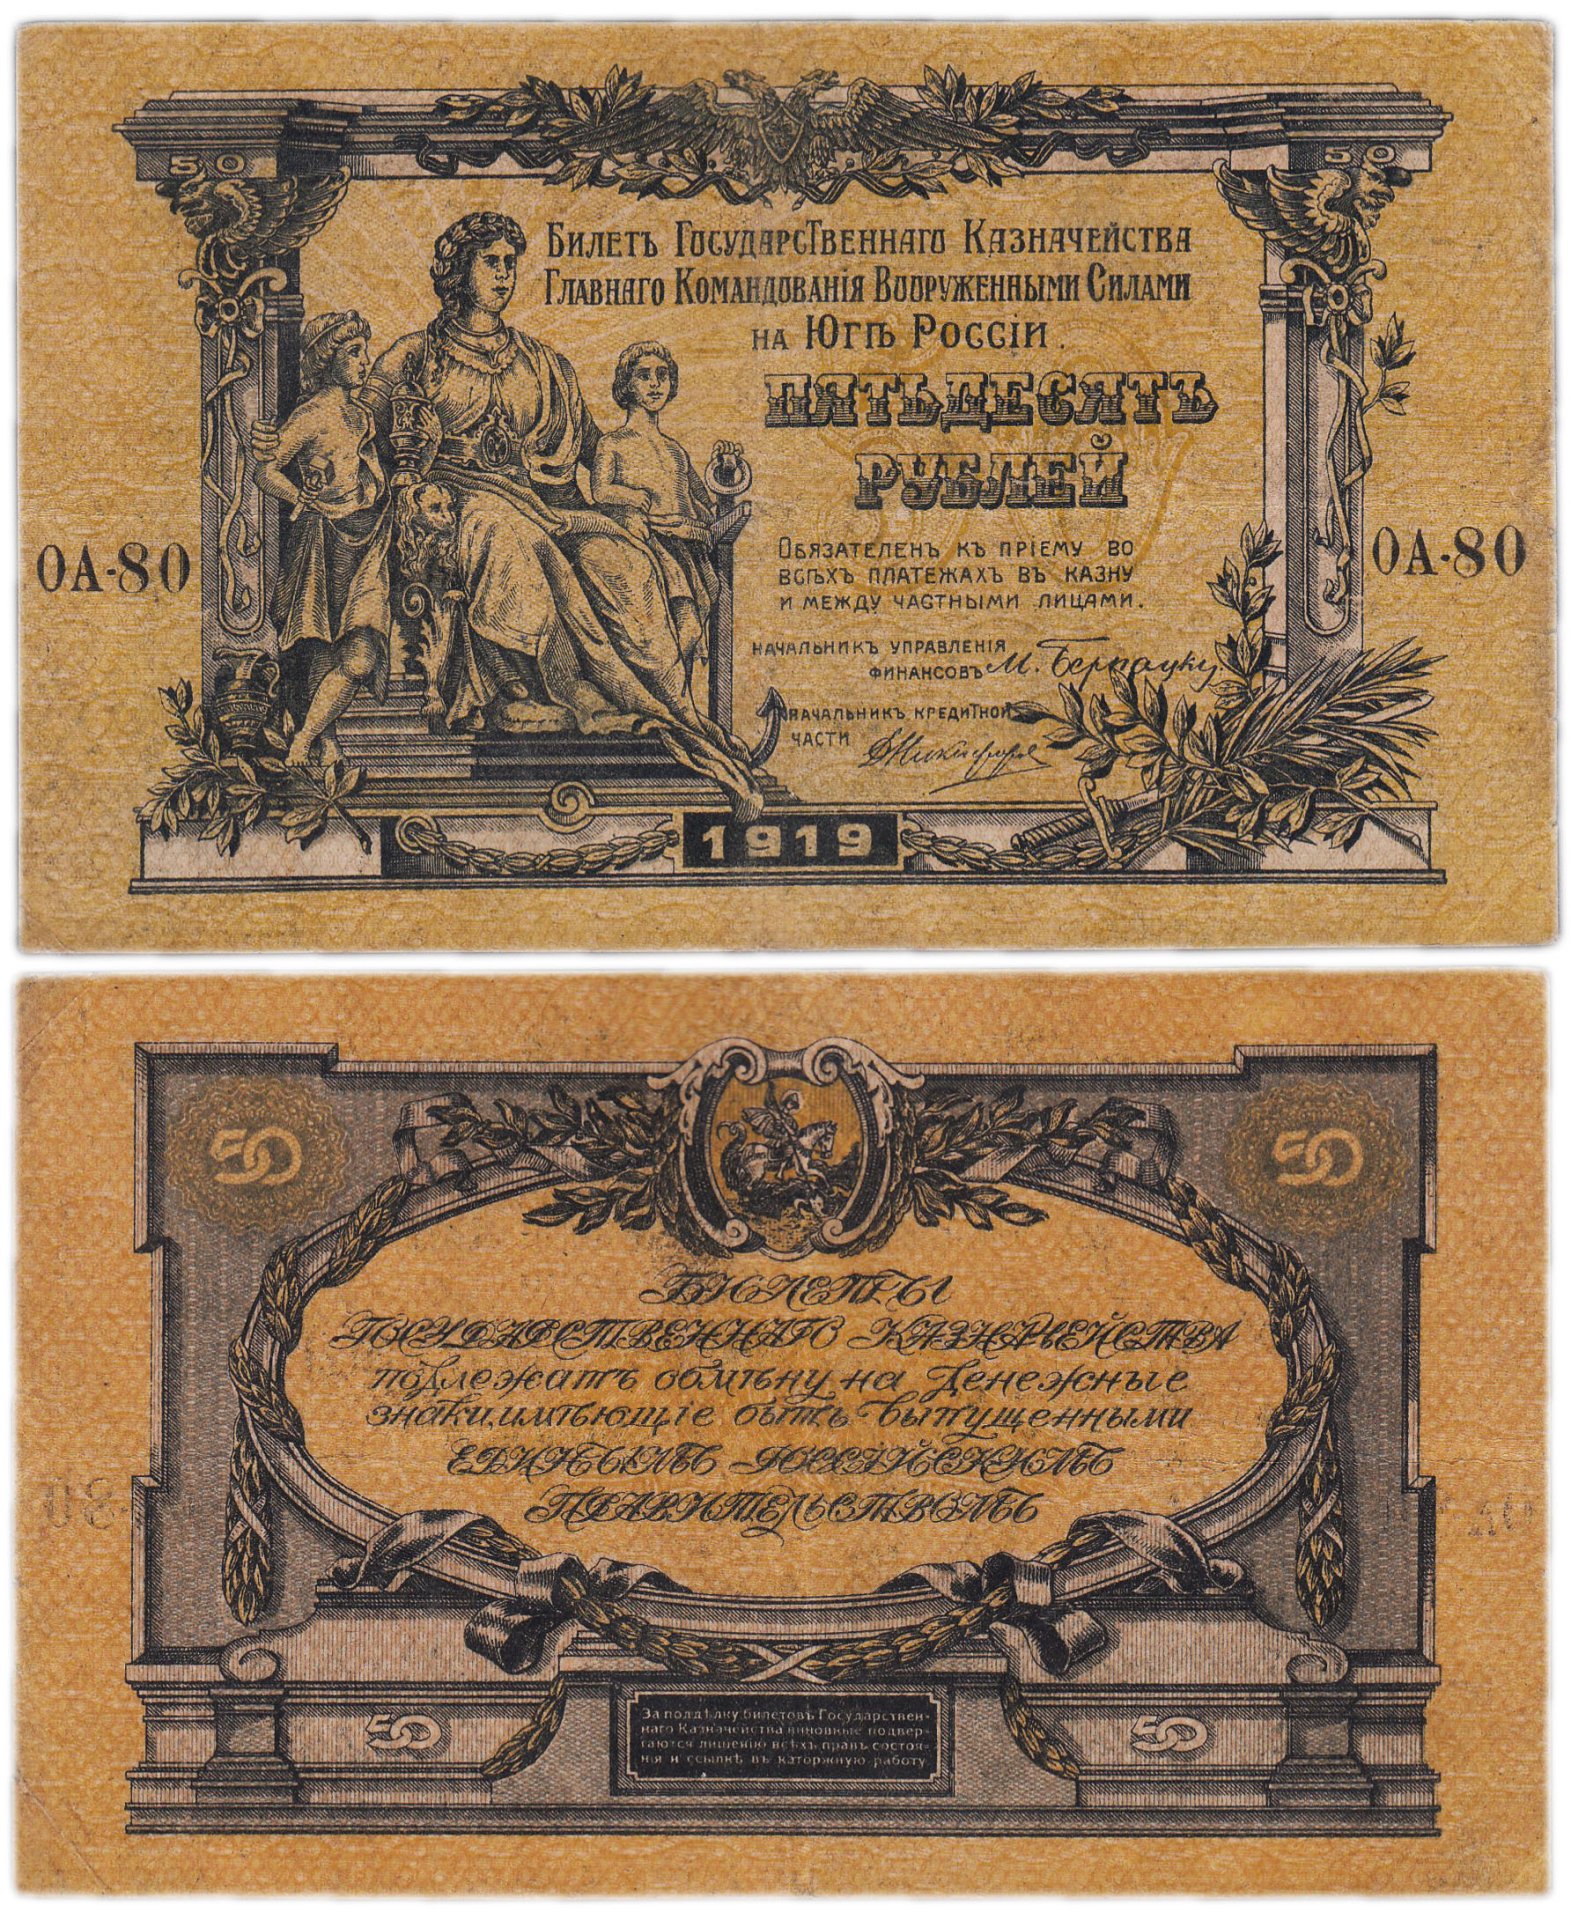 50 50
Билетъ Государственнаго Казначейства
Главнаго Командованія Вооруженными Силами
на Югѣ Россіи.
ПЯТЬДЕСЯТЪ
РУБЛЕЙ
ОА-80 ОА-80
Обязателенъ къ пріему во
всѣхъ платежахъ въ казну
и между частными лицами.
Начальникъ Управленія
Финансовъ М. Бернацкій
Начальникъ Кредитной
части
1919
50 50
БИЛЕТЫ
ГОСУДАРСТВЕННАГО КАЗНАЧЕЙСТВА
подлежатъ обмѣну на денежные
знаки, имѣющіе быть выпущенными
ЕДИНЫМЪ РОССІЙСКИМЪ
ПРАВИТЕЛЬСТВОМЪ
50 50
За поддѣлку билетовъ Государствен-
наго Казначейства виновные подвер-
гаются лишенію всѣхъ правъ состоя-
нія и ссылкѣ въ каторжную работу